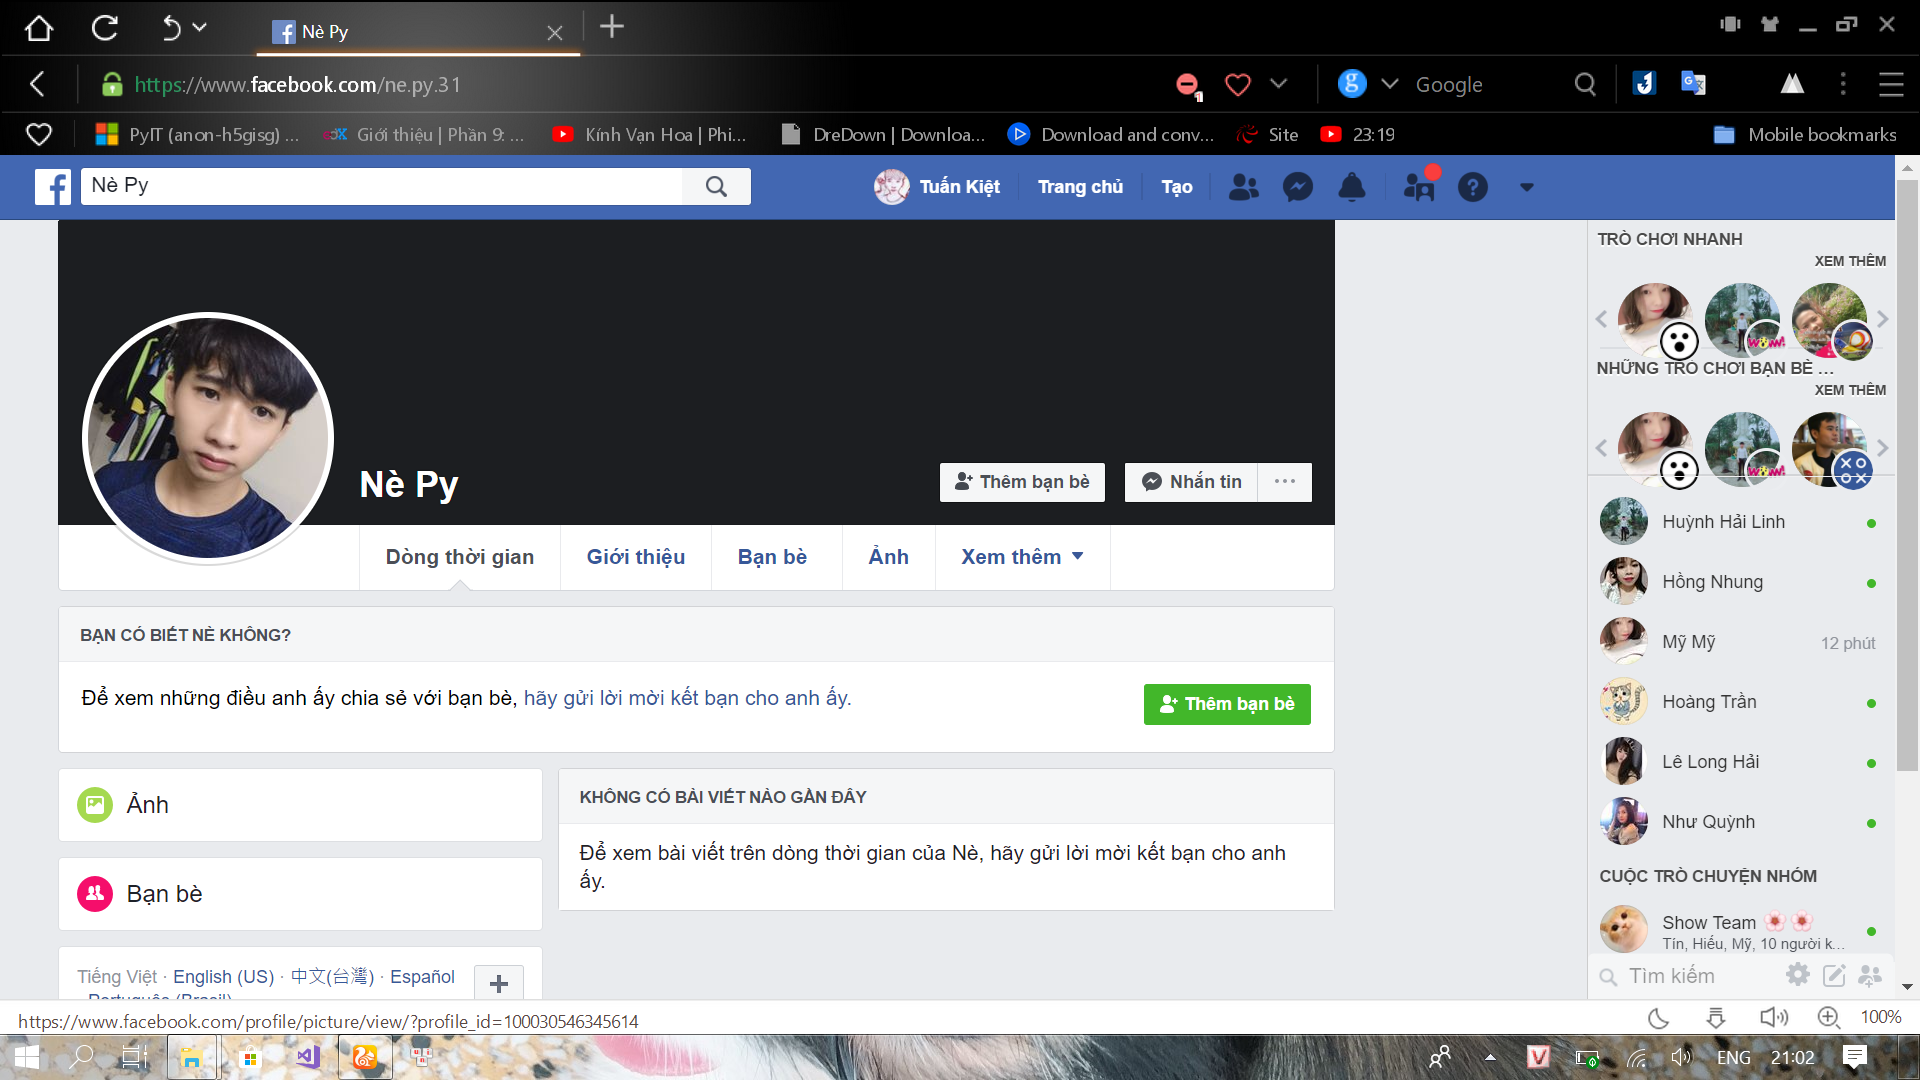 Nè Py
https://www.facebook.com/ne.py.31
Google
PyIT (anon-h5gisg) ...
Giới thiệu | Phần 9: ...
Kính Vạn Hoa | Phi...
DreDown | Downloa...
Download and conv...
Site
23:19
Mobile bookmarks
Nè Py
Tuấn Kiệt
Trang chủ
Tạo
Nè Py
Thêm bạn bè
Nhắn tin
Dòng thời gian
Giới thiệu
Bạn bè
Ảnh
Xem thêm
BẠN CÓ BIẾT NÈ KHÔNG?
Để xem những điều anh ấy chia sẻ với bạn bè, hãy gửi lời mời kết bạn cho anh ấy.
Thêm bạn bè
Ảnh
Bạn bè
KHÔNG CÓ BÀI VIẾT NÀO GẦN ĐÂY
Để xem bài viết trên dòng thời gian của Nè, hãy gửi lời mời kết bạn cho anh
ấy.
Tiếng Việt · English (US) · 中文(台灣) · Español
· Português (Brasil)
TRÒ CHƠI NHANH
XEM THÊM
WOW!
NHỮNG TRÒ CHƠI BẠN BÈ ...
XEM THÊM
WOW!
Huỳnh Hải Linh
Hồng Nhung
Mỹ Mỹ
12 phút
Hoàng Trần
Lê Long Hải
Như Quỳnh
CUỘC TRÒ CHUYỆN NHÓM
Show Team 🌸🌸
Tín, Hiếu, Mỹ, 10 người k...
Tìm kiếm
https://www.facebook.com/profile/picture/view/?profile_id=100030546345614
100%
ENG
21:02